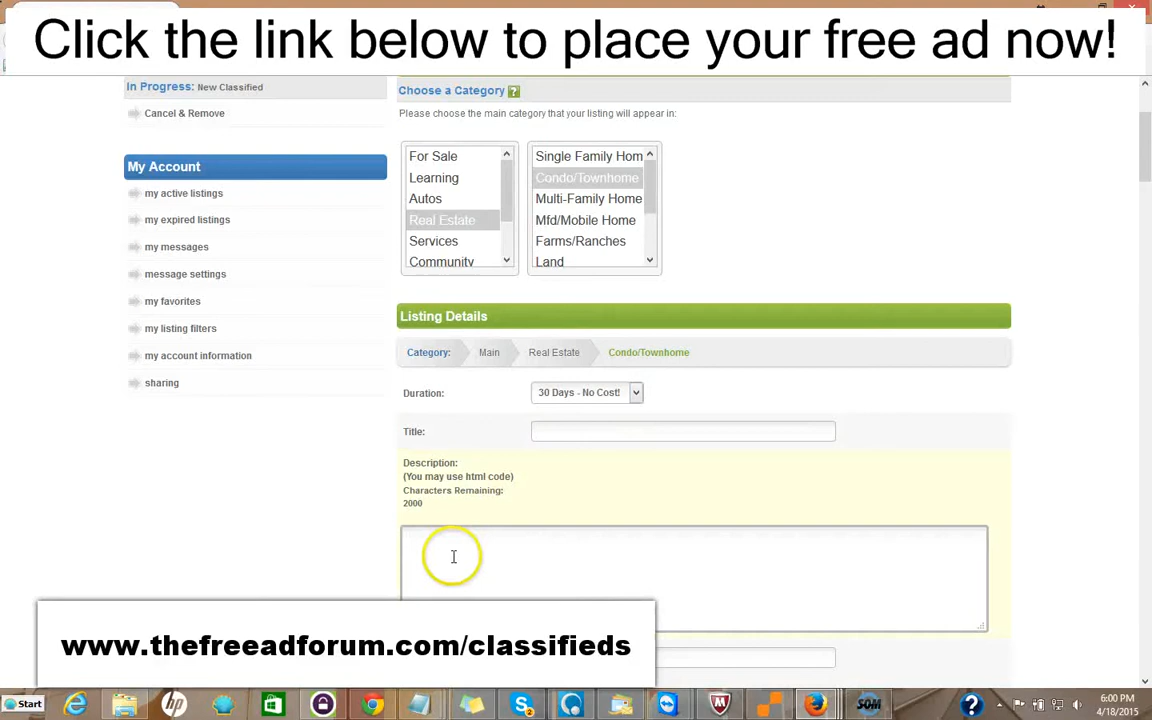 Click the link below to place your free ad now!
In Progress: New Classified
Cancel & Remove
My Account
my active listings
my expired listings
my messages
message settings
my favorites
my listing filters
my account information
sharing
Choose a Category ?
Please choose the main category that your listing will appear in:
For Sale
Learning
Autos
Real Estate
Services
Community
Single Family Hom
Condo/Townhome
Multi-Family Home
Mfd/Mobile Home
Farms/Ranches
Land
Listing Details
Category: Main Real Estate Condo/Townhome
Duration: 30 Days - No Cost!
Title:
Description:
(You may use html code)
Characters Remaining:
2000
www.thefreeadforum.com/classifieds
Start
hp
S 2
SOM
?
6:00 PM
4/18/2015